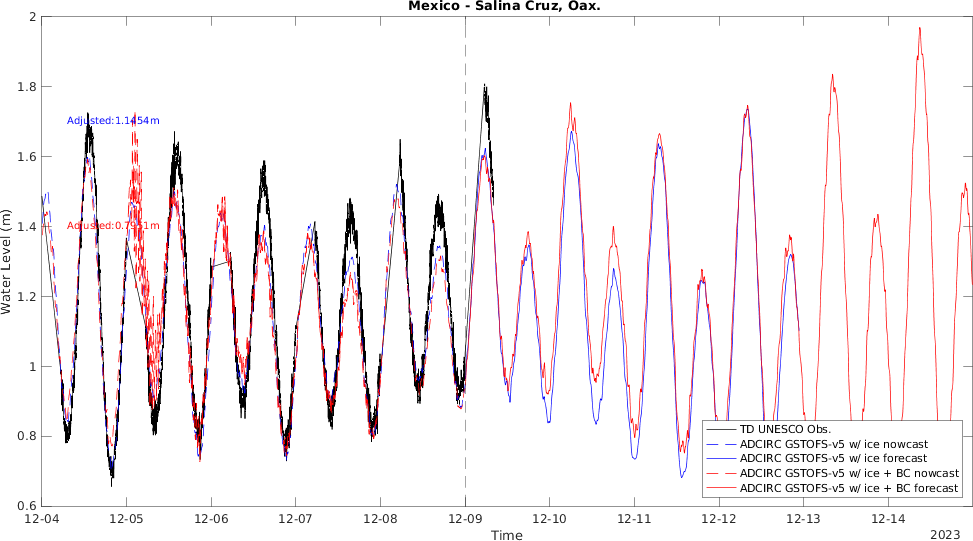 Mexico - Salina Cruz, Oax.
2
1.8
1.6
1.4
1.2
1
0.8
0.6
Water Level (m)
Adjusted:1.1454m
TD UNESCO Obs.
ADCIRC GSTOFS-v5 w/ ice nowcast
ADCIRC GSTOFS-v5 w/ ice forecast
ADCIRC GSTOFS-v5 w/ ice + BC nowcast
ADCIRC GSTOFS-v5 w/ ice + BC forecast
12-04 12-05 12-06 12-07 12-08 12-09 12-10 12-11 12-12 12-13 12-14
Time
2023